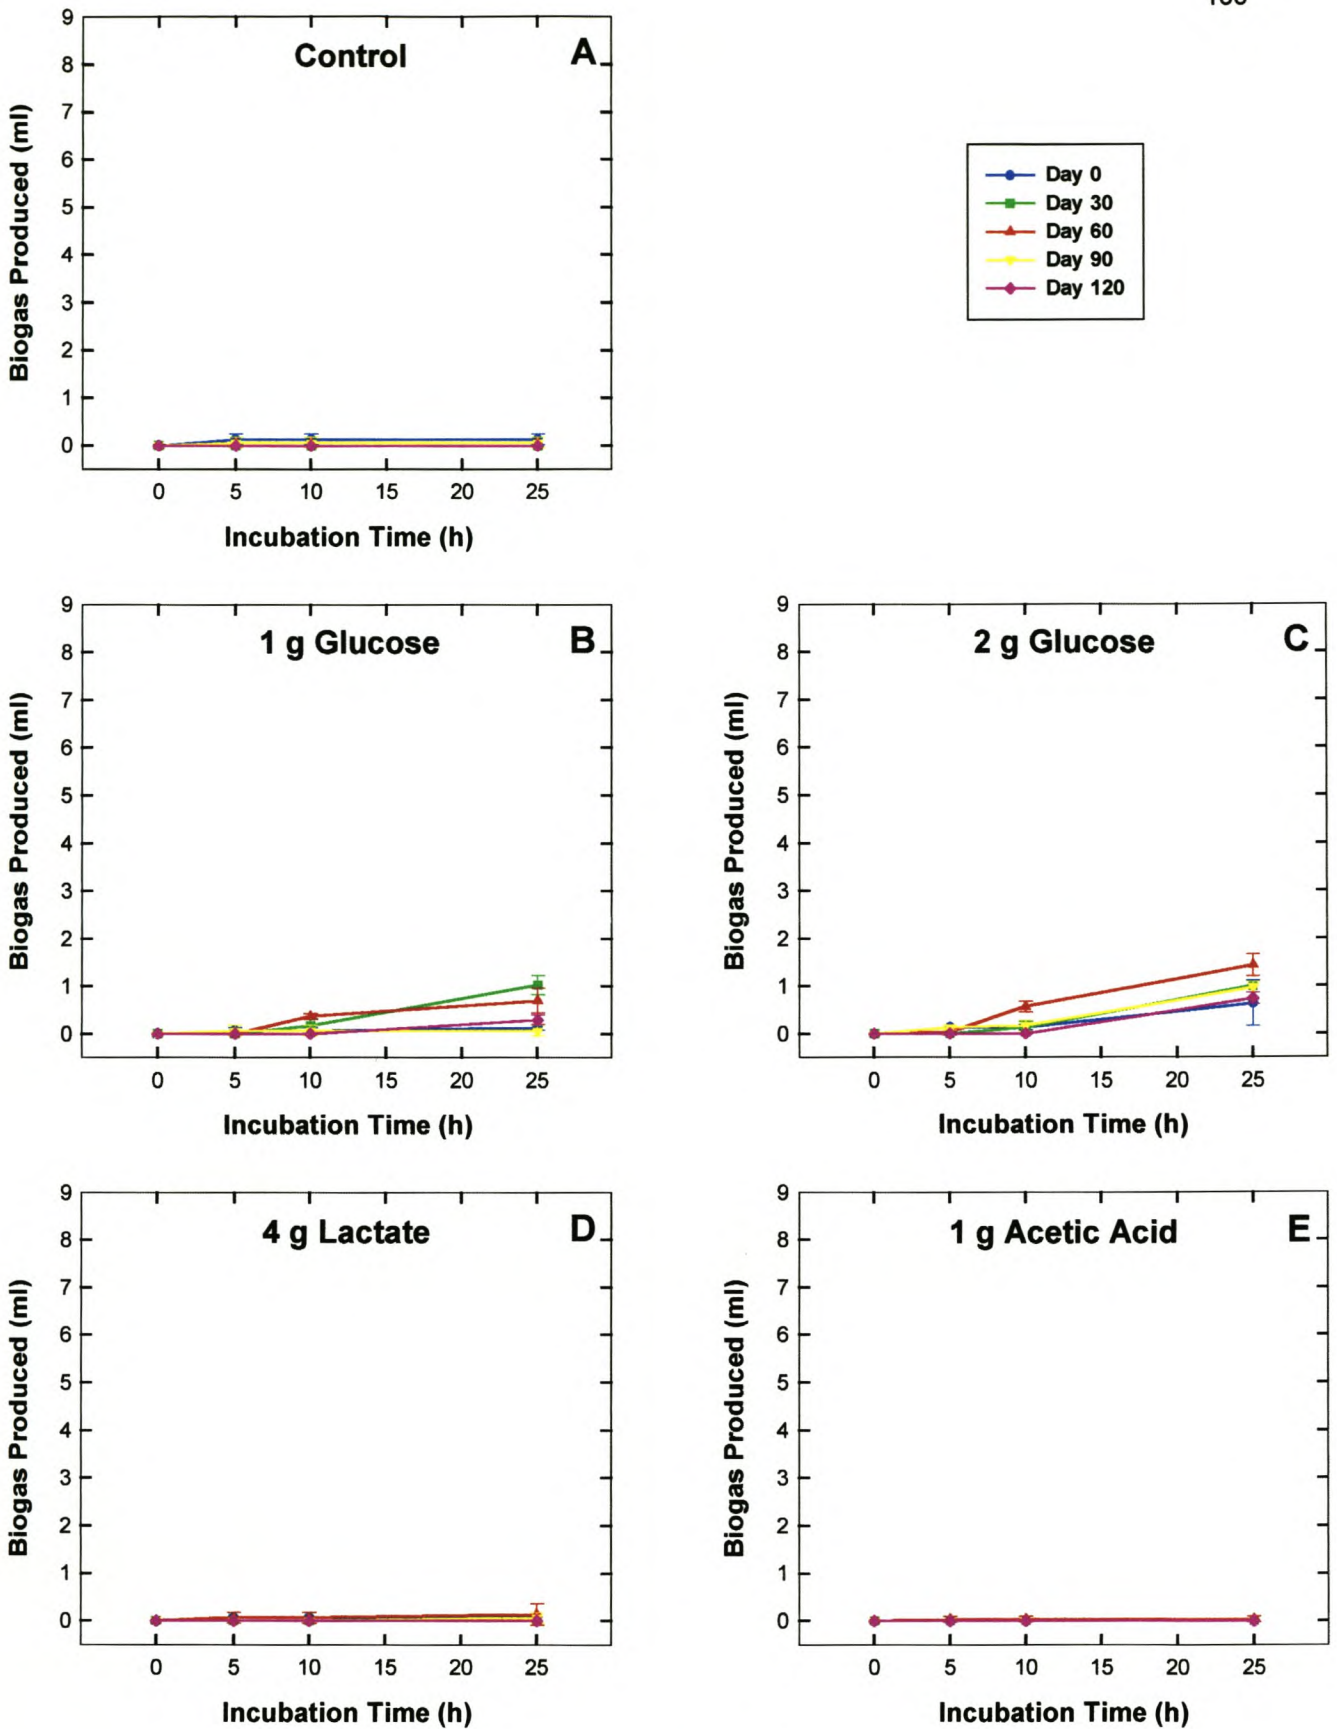 Control
A
9
8
7
6
5
4
3
2
1
0
Biogas Produced (ml)
0 5 10 15 20 25
Incubation Time (h)
Day 0
Day 30
Day 60
Day 90
Day 120
1 g Glucose
B
9
8
7
6
5
4
3
2
1
0
Biogas Produced (ml)
0 5 10 15 20 25
Incubation Time (h)
2 g Glucose
C
9
8
7
6
5
4
3
2
1
0
Biogas Produced (ml)
0 5 10 15 20 25
Incubation Time (h)
4 g Lactate
D
9
8
7
6
5
4
3
2
1
0
Biogas Produced (ml)
0 5 10 15 20 25
Incubation Time (h)
1 g Acetic Acid
E
9
8
7
6
5
4
3
2
1
0
Biogas Produced (ml)
0 5 10 15 20 25
Incubation Time (h)